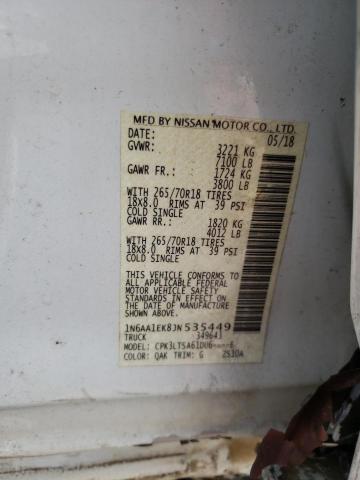 MFD BY NISSAN MOTOR CO., LTD.
DATE: 05/18
GVWR: 3221 KG
7100 LB
GAWR FR.: 1724 KG
3800 LB
WITH 265/70R18 TIRES
18x8.0 RIMS AT 39 PSI
COLD SINGLE
GAWR RR.: 1820 KG
4012 LB
WITH 265/70R18 TIRES
18x8.0 RIMS AT 39 PSI
COLD SINGLE
THIS VEHICLE CONFORMS
TO ALL APPLICABLE FEDERAL
MOTOR VEHICLE SAFETY
STANDARDS IN EFFECT ON THE
DATE OF MANUFACTURE
SHOWN ABOVE
1N6AA1EK8JN535449
TRUCK 349641
MODEL:
COLOR: QAK TRIM: G 2S10A